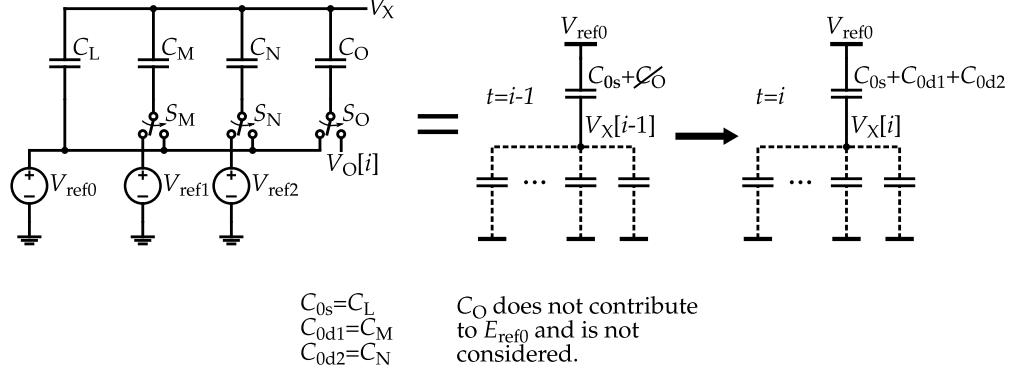 V_X
C_L C_M C_N C_O
S_M S_N S_O
V_O[i]
V_ref0 V_ref1 V_ref2
V_ref0
C_0s+C_O
t=i-1
V_X[i-1]
...
V_ref0
C_0s+C_0d1+C_0d2
t=i
V_X[i]
...
C_0s=C_L
C_0d1=C_M
C_0d2=C_N
C_O does not contribute
to E_ref0 and is not
considered.